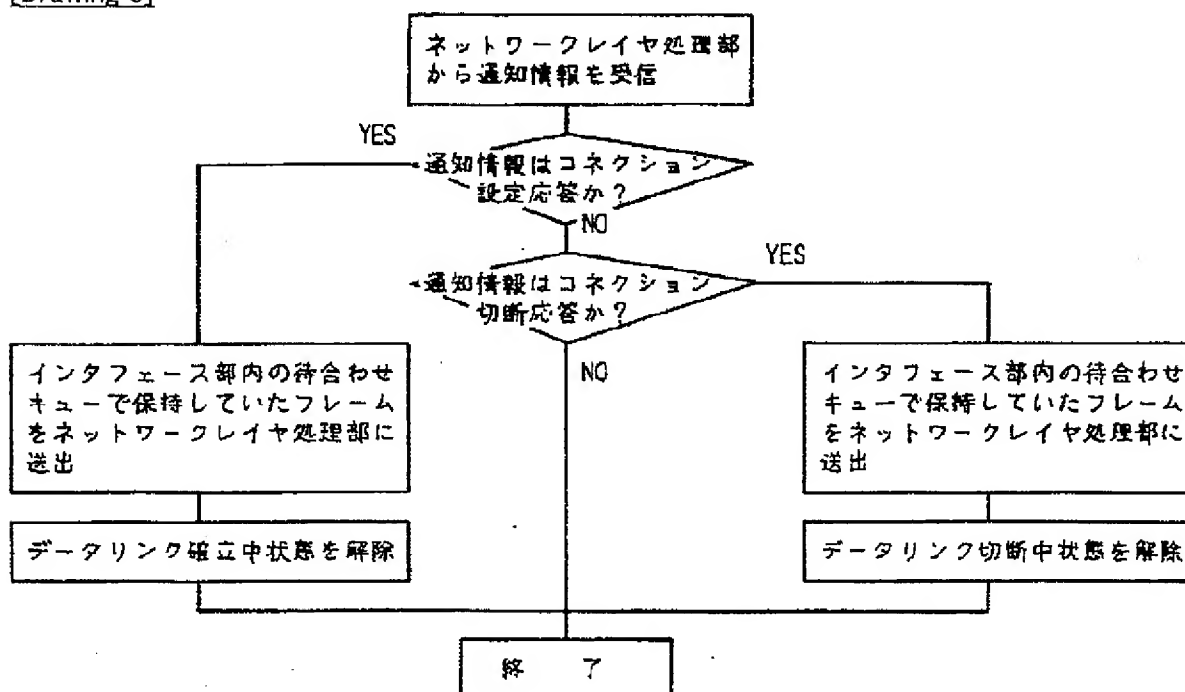 ネットワークレイヤ処理部
から通知情報を受信
YES
通知情報はコネクション
設定応答か?
NO
YES
通知情報はコネクション
切断応答か?
NO
インタフェース部内の待合わせ
キューで保持していたフレーム
をネットワークレイヤ処理部に
送出
データリンク確立中状態を解除
インタフェース部内の待合わせ
キューで保持していたフレーム
をネットワークレイヤ処理部に
送出
データリンク切断中状態を解除
終 了